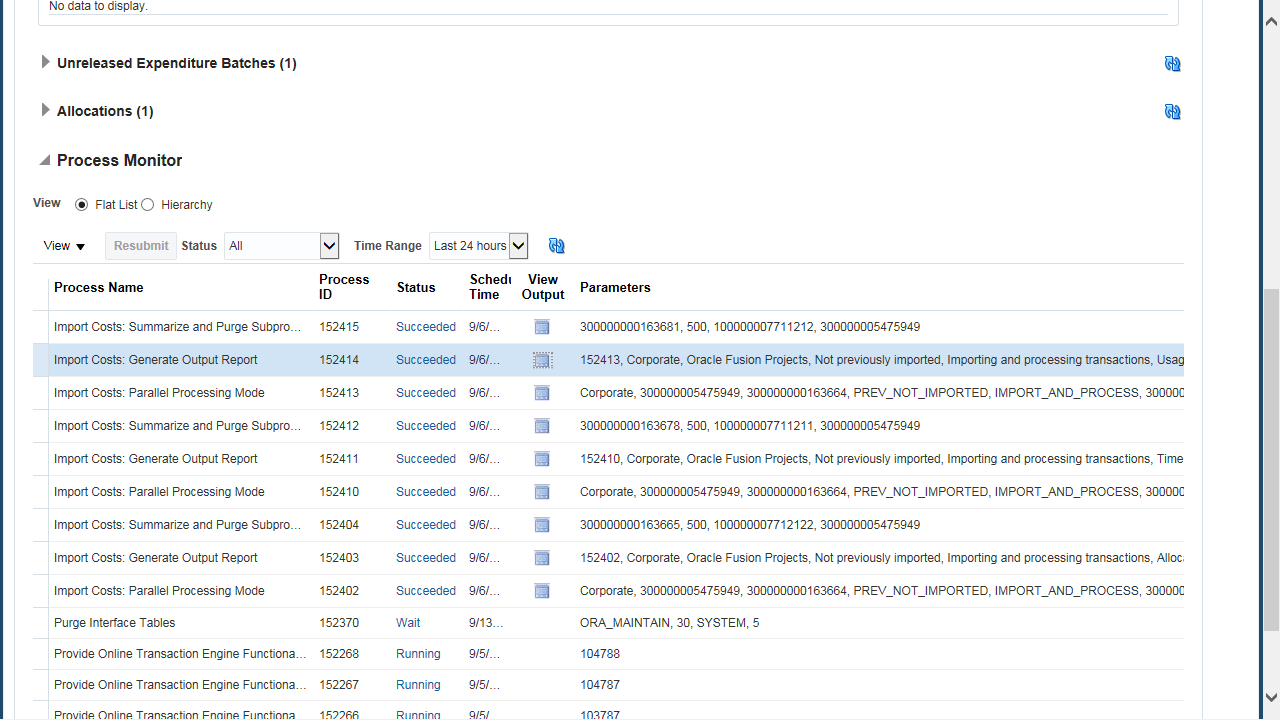 No data to display.
Unreleased Expenditure Batches (1)
Allocations (1)
Process Monitor
View Flat List Hierarchy
View Resubmit Status All Time Range Last 24 hours
Process Name Process ID Status Schedu Time View Output Parameters
Import Costs: Summarize and Purge Subpro... 152415 Succeeded 9/6/... 300000000163681, 500, 100000007711212, 300000005475949
Import Costs: Generate Output Report 152414 Succeeded 9/6/... 152413, Corporate, Oracle Fusion Projects, Not previously imported, Importing and processing transactions, Usag
Import Costs: Parallel Processing Mode 152413 Succeeded 9/6/... Corporate, 300000005475949, 300000000163664, PREV_NOT_IMPORTED, IMPORT_AND_PROCESS, 300000
Import Costs: Summarize and Purge Subpro... 152412 Succeeded 9/6/... 300000000163678, 500, 100000007711211, 300000005475949
Import Costs: Generate Output Report 152411 Succeeded 9/6/... 152410, Corporate, Oracle Fusion Projects, Not previously imported, Importing and processing transactions, Time
Import Costs: Parallel Processing Mode 152410 Succeeded 9/6/... Corporate, 300000005475949, 300000000163664, PREV_NOT_IMPORTED, IMPORT_AND_PROCESS, 300000
Import Costs: Summarize and Purge Subpro... 152404 Succeeded 9/6/... 300000000163665, 500, 100000007712122, 300000005475949
Import Costs: Generate Output Report 152403 Succeeded 9/6/... 152402, Corporate, Oracle Fusion Projects, Not previously imported, Importing and processing transactions, Alloc
Import Costs: Parallel Processing Mode 152402 Succeeded 9/6/... Corporate, 300000005475949, 300000000163664, PREV_NOT_IMPORTED, IMPORT_AND_PROCESS, 300000
Purge Interface Tables 152370 Wait 9/13... ORA_MAINTAIN, 30, SYSTEM, 5
Provide Online Transaction Engine Functiona... 152268 Running 9/5/... 104788
Provide Online Transaction Engine Functiona... 152267 Running 9/5/... 104787
Provide Online Transaction Engine Functiona... 152266 Running 9/5/... 103787